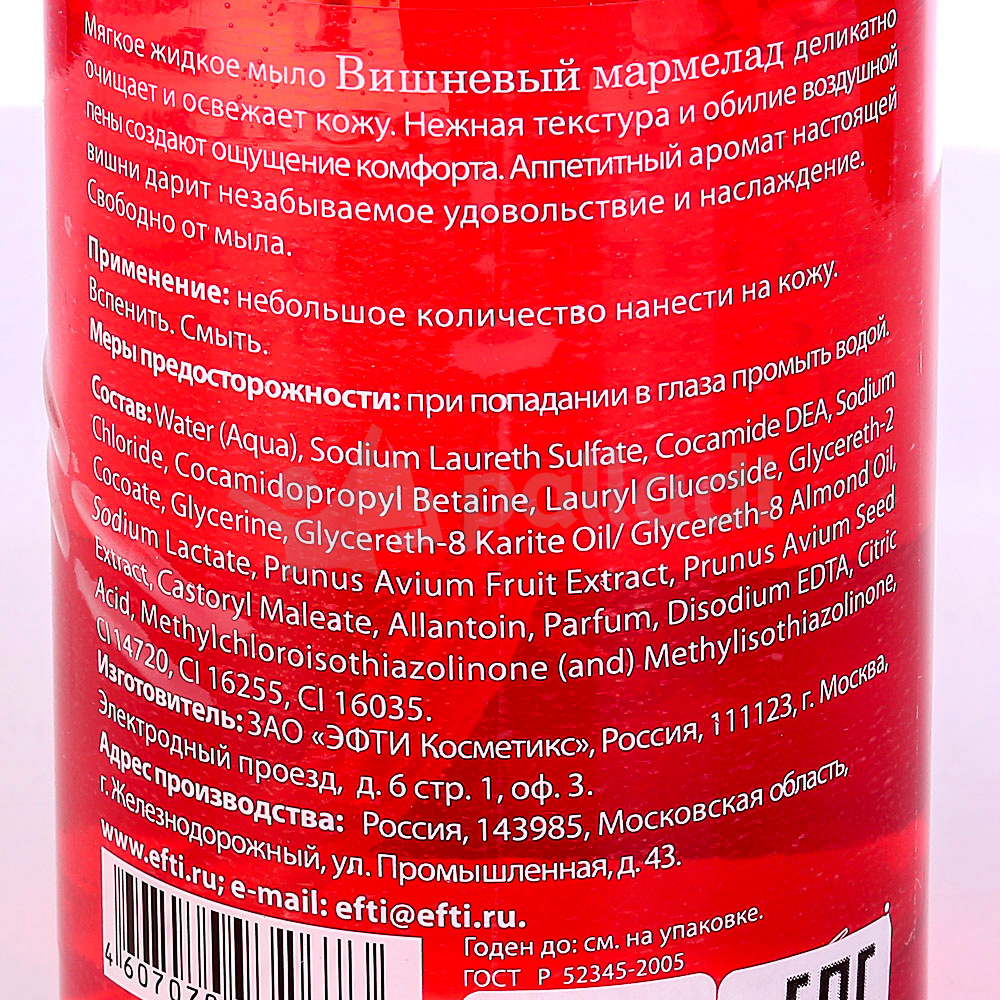 Мягкое жидкое мыло Вишневый мармелад деликатно
очищает и освежает кожу. Нежная текстура и обилие воздушной
пены создают ощущение комфорта. Аппетитный аромат настоящей
вишни дарит незабываемое удовольствие и наслаждение.
Свободно от мыла.
Применение: небольшое количество нанести на кожу.
Вспенить. Смыть.
Меры предосторожности: при попадании в глаза промыть водой.
Состав: Water (Aqua), Sodium Laureth Sulfate, Cocamide DEA, Sodium
Chloride, Cocamidopropyl Betaine, Lauryl Glucoside, Glycereth-2
Cocoate, Glycerine, Glycereth-8 Karite Oil/ Glycereth-8 Almond Oil,
Sodium Lactate, Prunus Avium Fruit Extract, Prunus Avium Seed
Extract, Castoryl Maleate, Allantoin, Parfum, Disodium EDTA, Citric
Acid, Methylchloroisothiazolinone (and) Methylisothiazolinone,
CI 14720, CI 16255, CI 16035.
Изготовитель: ЗАО «ЭФТИ Косметикс», Россия, 111123, г. Москва,
Электродный проезд, д. 6 стр. 1, оф. 3.
Адрес производства: Россия, 143985, Московская область,
г. Железнодорожный, ул. Промышленная, д. 43.
www.efti.ru; e-mail: efti@efti.ru.
Годен до: см. на упаковке.
ГОСТ Р 52345-2005